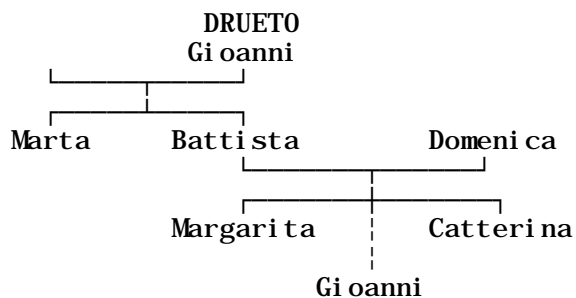 DRUETO
Gioanni
Marta Battista Domenica
Margarita Catterina
Gioanni